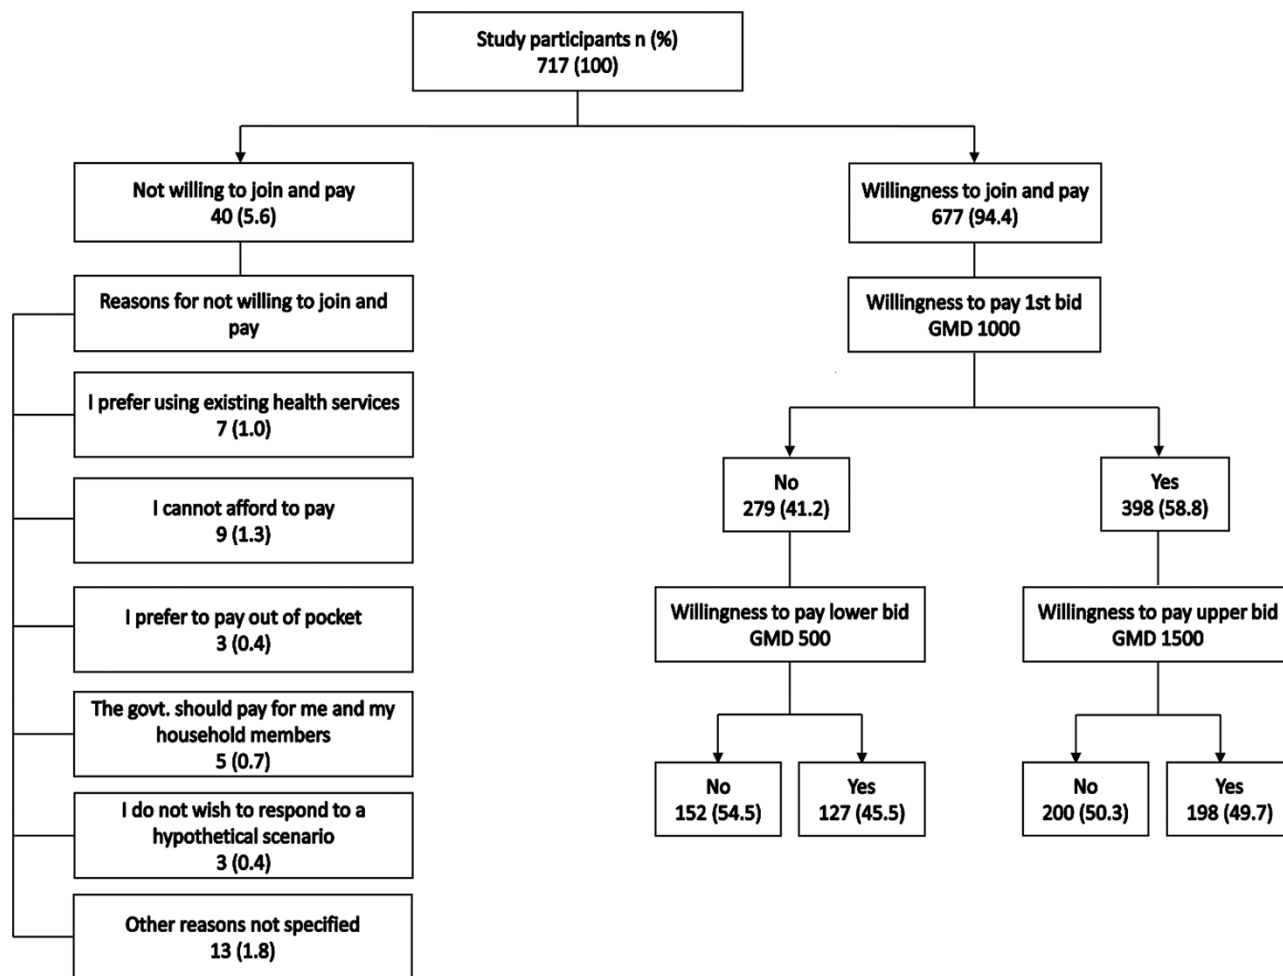 Study participants n (%)
717 (100)
Not willing to join and pay
40 (5.6)
Willingness to join and pay
677 (94.4)
Reasons for not willing to join and
pay
Willingness to pay 1st bid
GMD 1000
I prefer using existing health services
7 (1.0)
I cannot afford to pay
9 (1.3)
I prefer to pay out of pocket
3 (0.4)
The govt. should pay for me and my
household members
5 (0.7)
I do not wish to respond to a
hypothetical scenario
3 (0.4)
Other reasons not specified
13 (1.8)
No
279 (41.2)
Yes
398 (58.8)
Willingness to pay lower bid
GMD 500
Willingness to pay upper bid
GMD 1500
No
152 (54.5)
Yes
127 (45.5)
No
200 (50.3)
Yes
198 (49.7)